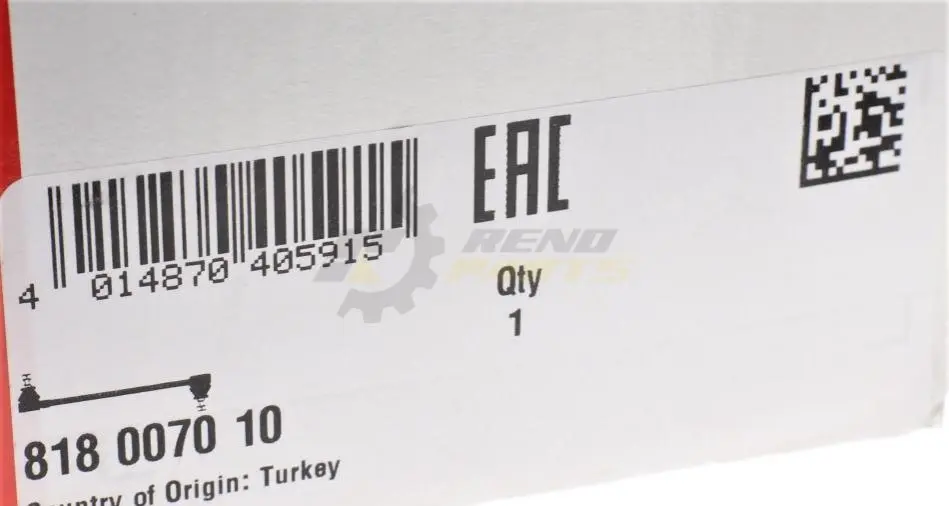 EAC
4 014870 405915
RENO
PARTS
Qty
1
818 0070 10
Country of Origin: Turkey